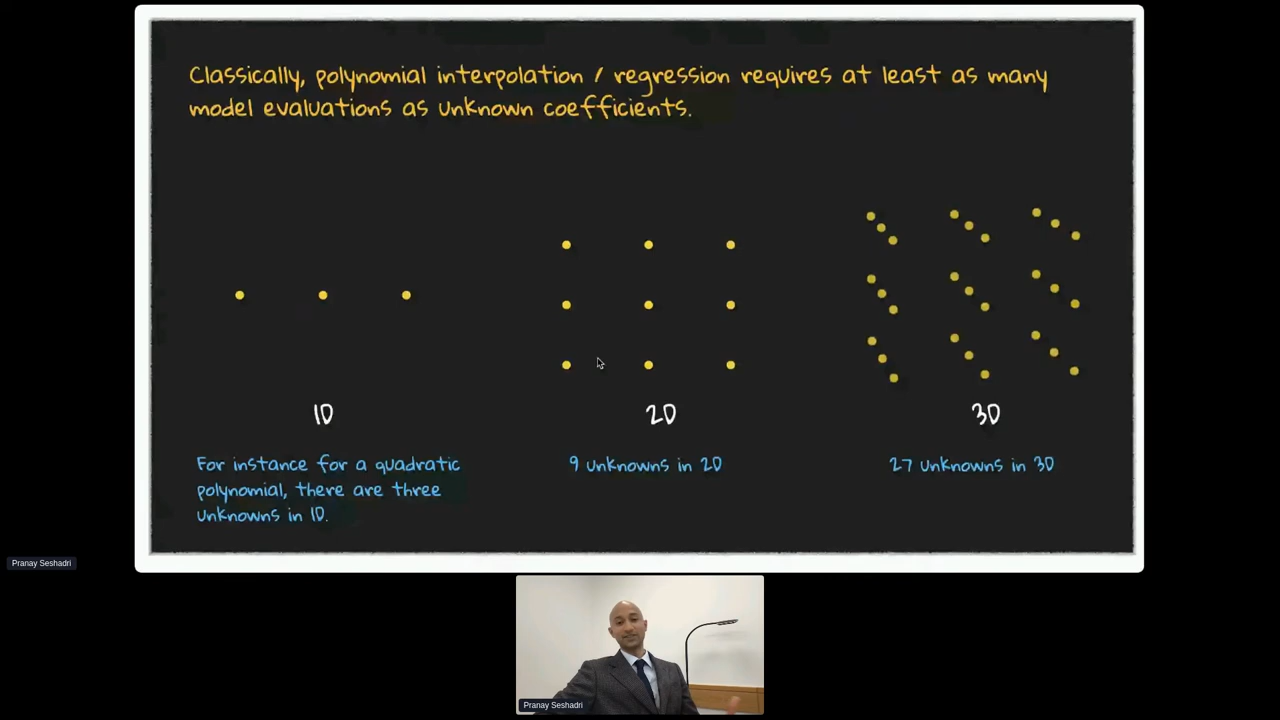 Classically, polynomial interpolation / regression requires at least as many
model evaluations as unknown coefficients.
1D
2D
3D
For instance for a quadratic
polynomial, there are three
unknowns in 1D.
9 unknowns in 2D
27 unknowns in 3D
Pranay Seshadri
Pranay Seshadri